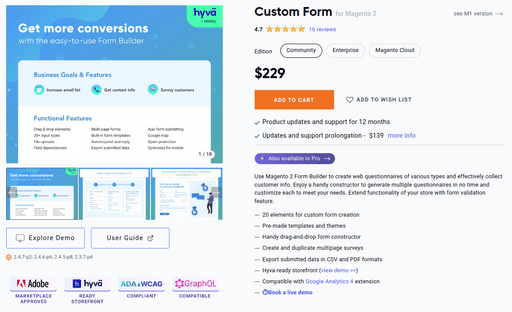 hyvä
ready
Get more conversions
with the easy-to-use Form Builder
Business Goals & Features
Increase email list
Get contact info
Survey customers
Functional Features
Drag & drop elements
Multi-page forms
Ajax form submitting
20+ input types
Built-in form templates
Google map
File uploads
Autorespond and reply
Spam protection
GDPR-friendly
Export submitted data
Optimized for mobile
1 / 18
Get more conversions
Explore Demo
User Guide
2.4.7-p2, 2.4.6-p6, 2.4.5-p8, 2.3.7-p4
Adobe
MARKETPLACE
APPROVED
hyvä
READY
STOREFRONT
ADA&WCAG
COMPLIANT
GraphQL
COMPATIBLE
Custom Form for Magento 2
see M1 version
4.7
16 reviews
Edition
Community
Enterprise
Magento Cloud
$229
ADD TO CART
ADD TO WISH LIST
Product updates and support for 12 months
Updates and support prolongation - $139 more info
+ Also available in Pro
Use Magento 2 Form Builder to create web questionnaires of various types and effectively collect
customer info. Enjoy a handy constructor to generate multiple questionnaires in no time and
customize each to meet your needs. Extend functionality of your store with form validation
feature.
— 20 elements for custom form creation
— Pre-made templates and themes
— Handy drag-and-drop form constructor
— Create and duplicate multipage surveys
— Export submitted data in CSV and PDF formats
— Hyva-ready storefront (view demo >>)
— Compatible with Google Analytics 4 extension
— Book a live demo